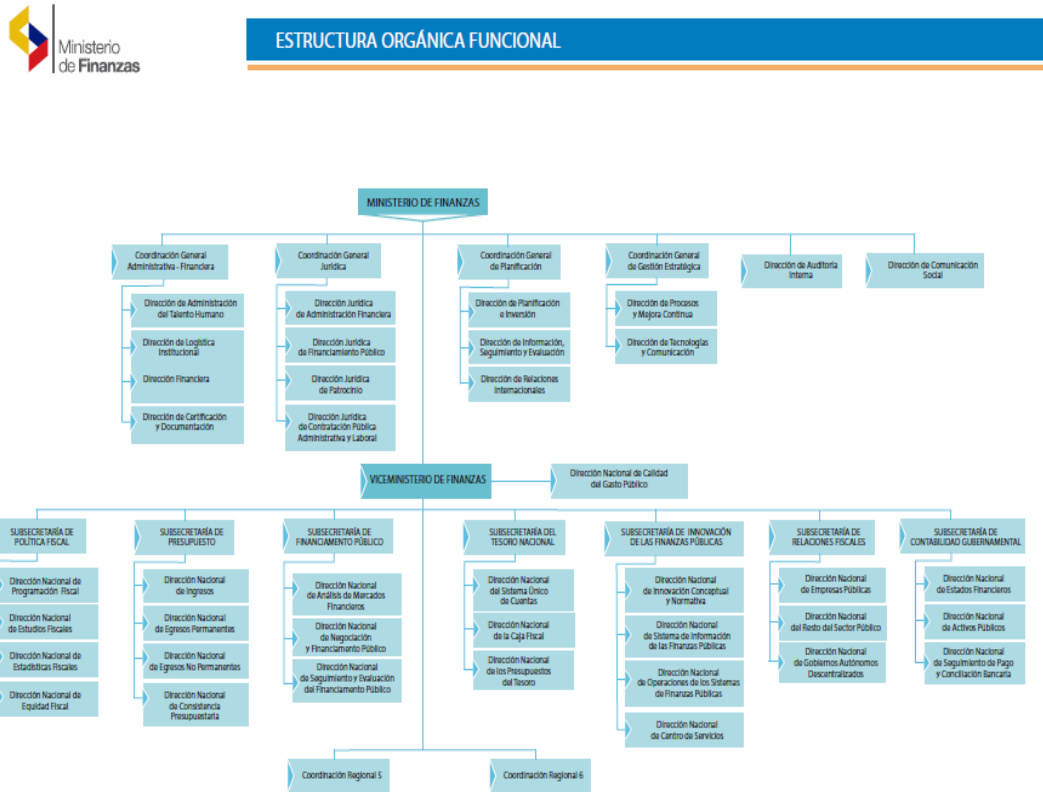 Ministerio
de Finanzas
ESTRUCTURA ORGÁNICA FUNCIONAL
MINISTERIO DE FINANZAS
Coordinación General
Administrativa - Financiera
Dirección de Administración
del Talento Humano
Dirección de Logística
Institucional
Dirección Financiera
Dirección de Certificación
y Documentación
Coordinación General
Jurídica
Dirección Jurídica
de Administración Financiera
Dirección Jurídica
de Financiamiento Público
Dirección Jurídica
de Patrocinio
Dirección Jurídica
de Contratación Pública
Administrativa y Laboral
Coordinación General
de Planificación
Dirección de Planificación
e Inversión
Dirección de Información,
Seguimiento y Evaluación
Dirección de Relaciones
Internacionales
Coordinación General
de Gestión Estratégica
Dirección de Procesos
y Mejora Continua
Dirección de Tecnologías
y Comunicación
Dirección de Auditoría
Interna
Dirección de Comunicación
Social
VICEMINISTERIO DE FINANZAS
Dirección Nacional de Calidad
del Gasto Público
SUBSECRETARÍA DE
POLÍTICA FISCAL
Dirección Nacional de
Programación Fiscal
Dirección Nacional
de Estudios Fiscales
Dirección Nacional de
Estadísticas Fiscales
Dirección Nacional de
Equidad Fiscal
SUBSECRETARÍA DE
PRESUPUESTO
Dirección Nacional
de Ingresos
Dirección Nacional
de Egresos Permanentes
Dirección Nacional
de Egresos No Permanentes
Dirección Nacional
de Consistencia
Presupuestaria
SUBSECRETARÍA DE
FINANCIAMENTO PÚBLICO
Dirección Nacional
de Análisis de Mercados
Financieros
Dirección Nacional
de Negociación
y Financiamiento Público
Dirección Nacional
de Seguimiento y Evaluación
del Financiamento Público
SUBSECRETARÍA DEL
TESORO NACIONAL
Dirección Nacional
del Sistema Único
de Cuentas
Dirección Nacional
de la Caja Fiscal
Dirección Nacional
de los Presupuestos
del Tesoro
SUBSECRETARÍA DE INNOVACIÓN
DE LAS FINANZAS PÚBLICAS
Dirección Nacional
de Innovación Conceptual
y Normativa
Dirección Nacional
de Sistema de Información
de las Finanzas Públicas
Dirección Nacional
de Operaciones de los Sistemas
de Finanzas Públicas
Dirección Nacional
de Centro de Servicios
SUBSECRETARÍA DE
RELACIONES FISCALES
Dirección Nacional
de Empresas Públicas
Dirección Nacional
del Resto del Sector Público
Dirección Nacional
de Gobiernos Autónomos
Descentralizados
SUBSECRETARÍA DE
CONTABILIDAD GUBERNAMENTAL
Dirección Nacional
de Estados Financieros
Dirección Nacional
de Activos Públicos
Dirección Nacional
de Seguimiento de Pago
y Conciliación Bancaria
Coordinación Regional 5
Coordinación Regional 6